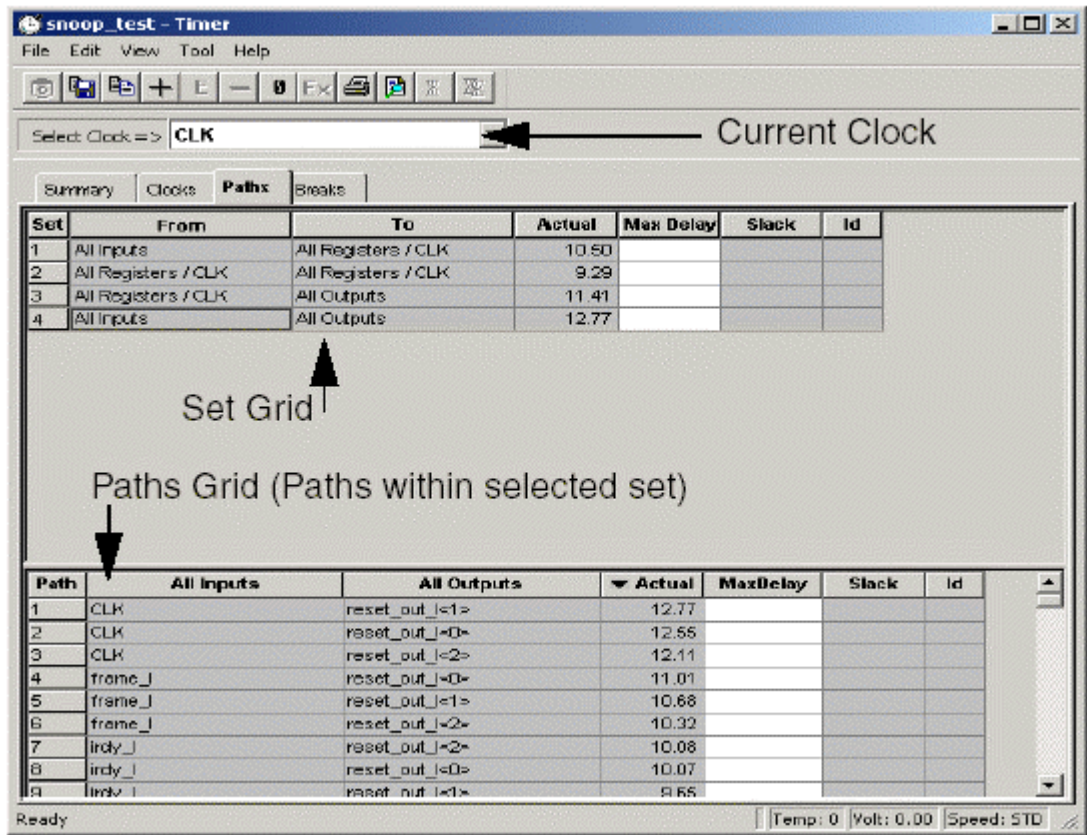 snoop_test - Timer
File Edit View Tool Help
Select Clock => CLK
Current Clock
Summary Clocks Paths Breaks
Set From To Actual Max Delay Slack Id
1 All Inputs All Registers / CLK 10.50
2 All Registers / CLK All Registers / CLK 9.29
3 All Registers / CLK All Outputs 11.41
4 All Inputs All Outputs 12.77
Set Grid
Paths Grid (Paths within selected set)
Path All Inputs All Outputs Actual MaxDelay Slack Id
1 CLK reset_out_l<1> 12.77
2 CLK reset_out_l<0> 12.55
3 CLK reset_out_l<2> 12.11
4 frame_l reset_out_l<0> 11.01
5 frame_l reset_out_l<1> 10.68
6 frame_l reset_out_l<2> 10.32
7 irdy_l reset_out_l<2> 10.08
8 irdy_l reset_out_l<0> 10.07
9 irdy_l reset_out_l<1> 9.65
Ready Temp: 0 Volt: 0.00 Speed: STD